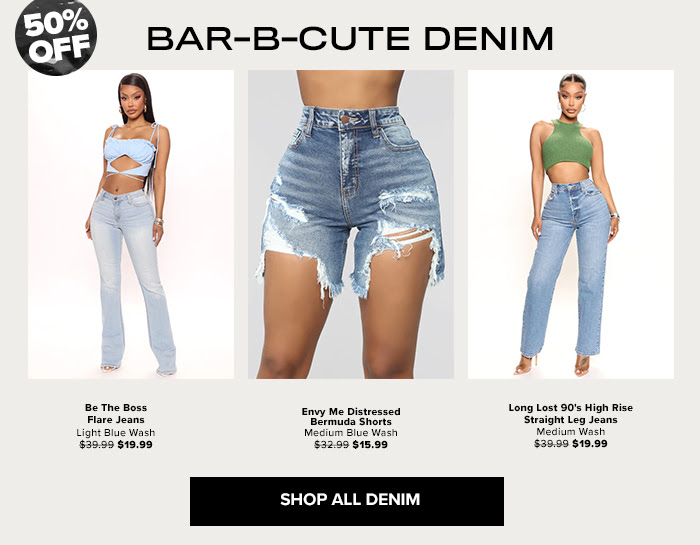 50%
OFF
BAR-B-CUTE DENIM
Be The Boss
Flare Jeans
Light Blue Wash
$39.99 $19.99
Envy Me Distressed
Bermuda Shorts
Medium Blue Wash
$32.99 $15.99
Long Lost 90's High Rise
Straight Leg Jeans
Medium Wash
$39.99 $19.99
SHOP ALL DENIM